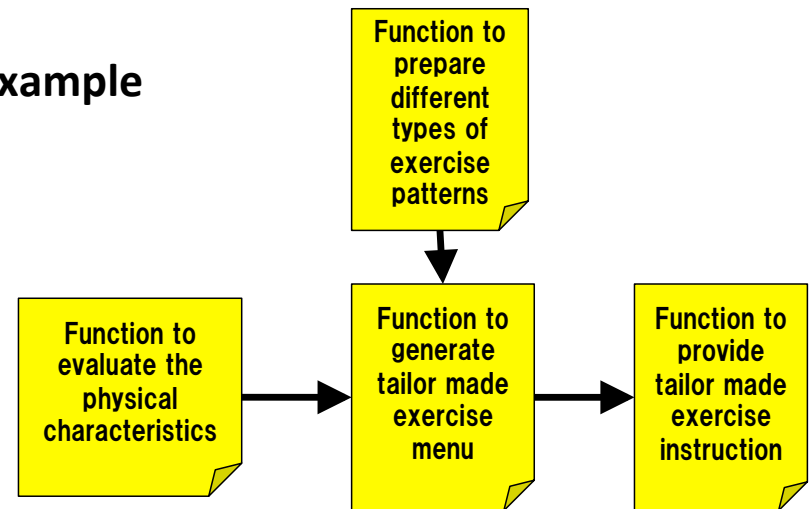 xample
Function to
prepare
different
types of
exercise
patterns
Function to
evaluate the
physical
characteristics
Function to
generate
tailor made
exercise
menu
Function to
provide
tailor made
exercise
instruction